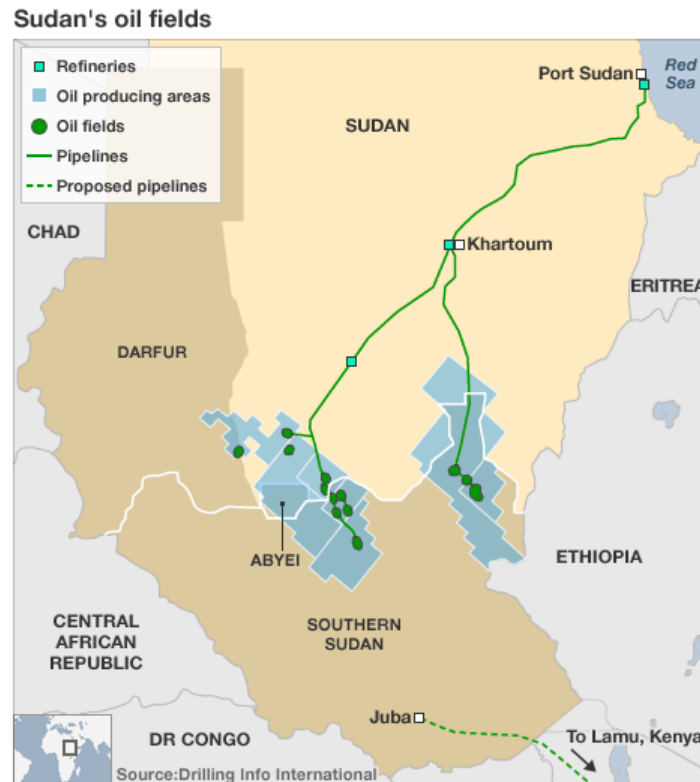 Sudan's oil fields
Refineries
Oil producing areas
Oil fields
Pipelines
Proposed pipelines
Port Sudan
Red
Sea
SUDAN
CHAD
Khartoum
ERITREA
DARFUR
ABYEI
ETHIOPIA
CENTRAL
AFRICAN
REPUBLIC
SOUTHERN
SUDAN
Juba
DR CONGO
To Lamu, Kenya
Source:Drilling Info International